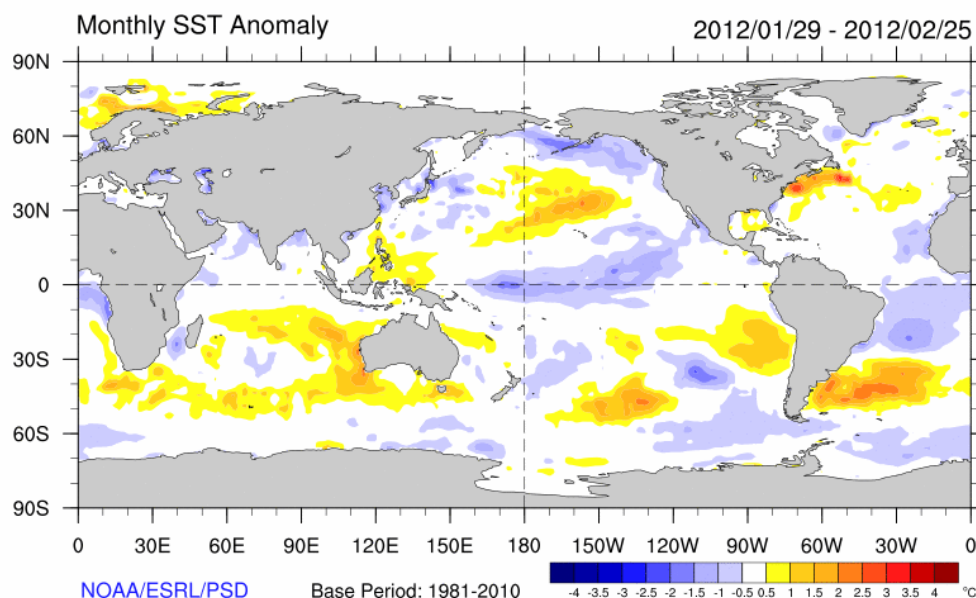 Monthly SST Anomaly 2012/01/29 - 2012/02/25
90N
60N
30N
0
30S
60S
90S
0 30E 60E 90E 120E 150E 180 150W 120W 90W 60W 30W 0
NOAA/ESRL/PSD Base Period: 1981-2010
-4 -3.5 -3 -2.5 -2 -1.5 -1 -0.5 0.5 1 1.5 2 2.5 3 3.5 4 °C